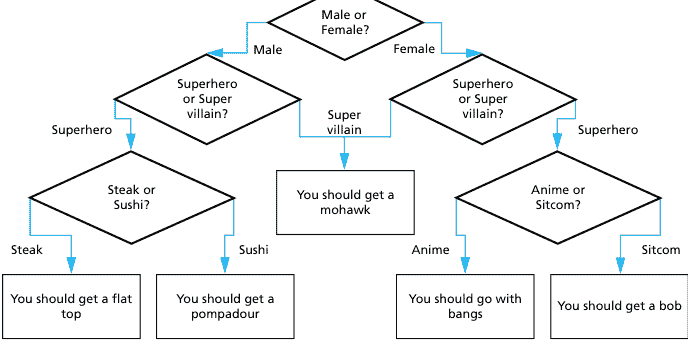 Male or
Female?
Male
Female
Superhero
or Super
villain?
Superhero
or Super
villain?
Super
villain
Superhero
Superhero
Steak or
Sushi?
You should get a
mohawk
Anime or
Sitcom?
Steak
Sushi
Anime
Sitcom
You should get a flat
top
You should get a
pompadour
You should go with
bangs
You should get a bob